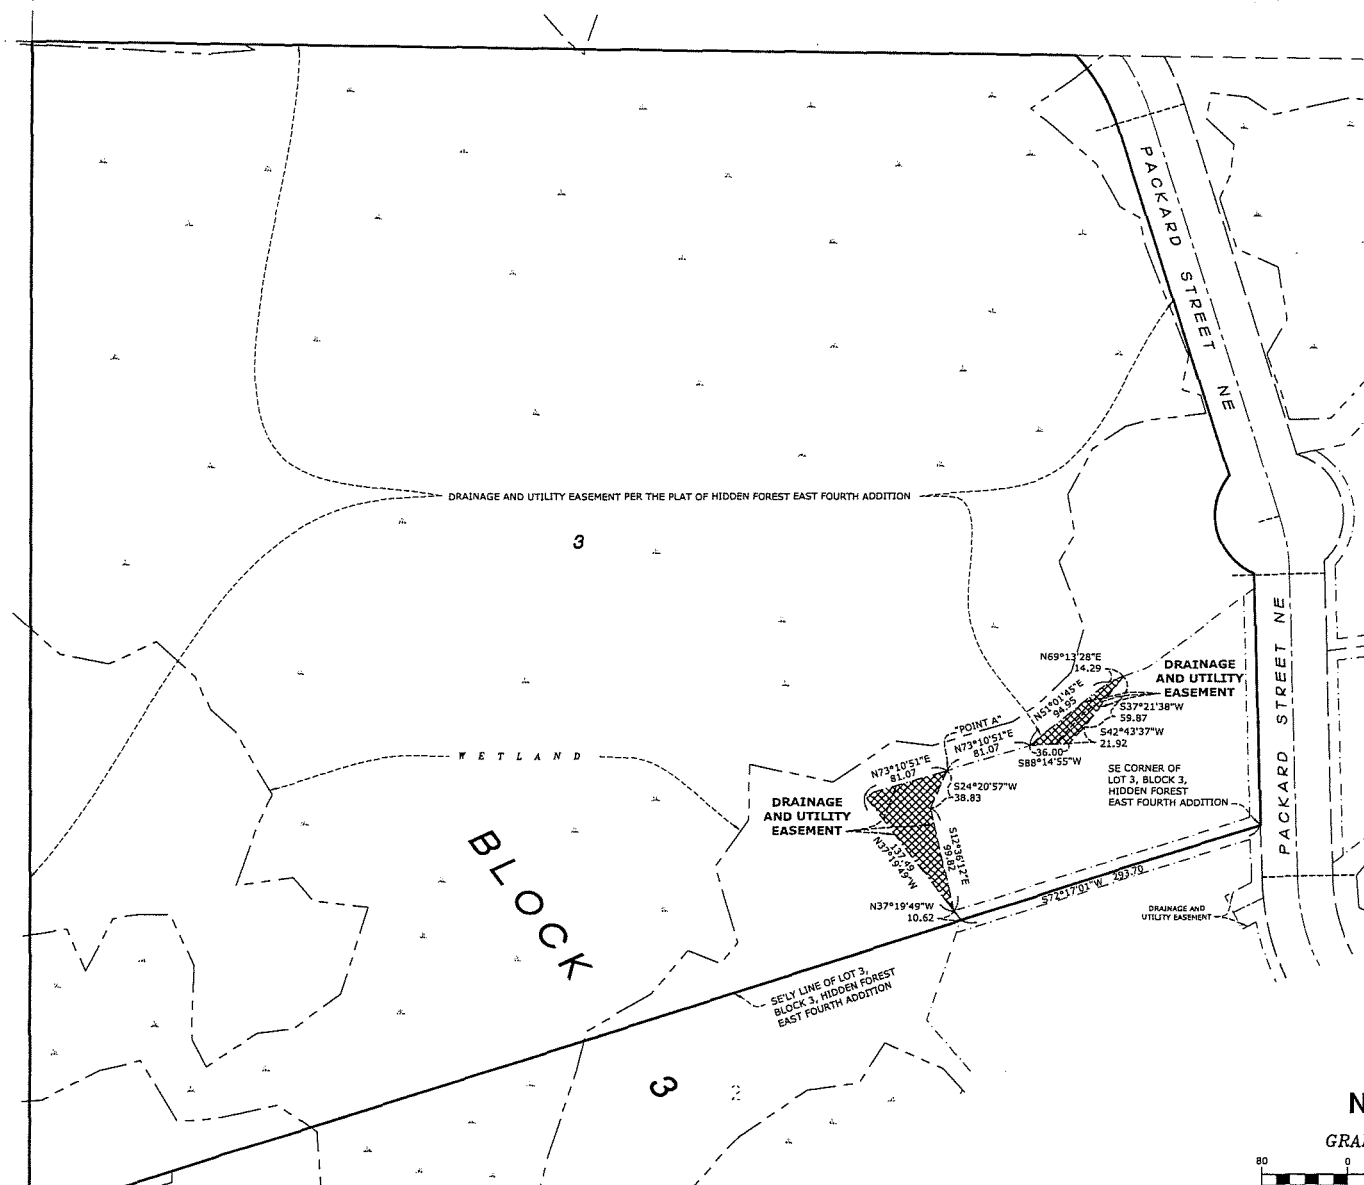 PACKARD STREET NE
DRAINAGE AND UTILITY EASEMENT PER THE PLAT OF HIDDEN FOREST EAST FOURTH ADDITION
3
PACKARD STREET NE
N69°13'28"E
14.29
DRAINAGE
AND UTILITY
EASEMENT
N51°01'45"E
94.95
S37°21'38"W
59.87
"POINT A"
N73°10'51"E
81.07
S42°43'37"W
21.92
36.00
S88°14'55"W
WETLAND
N73°10'51"E
81.07
SE CORNER OF
LOT 3, BLOCK 3,
HIDDEN FOREST
EAST FOURTH ADDITION
S24°20'57"W
38.83
DRAINAGE
AND UTILITY
EASEMENT
N37°19'49"W
137.49
S12°36'12"E
99.82
BLOCK
N37°19'49"W
10.62
S72°17'01"W 293.70
DRAINAGE AND
UTILITY EASEMENT
SE'LY LINE OF LOT 3,
BLOCK 3, HIDDEN FOREST
EAST FOURTH ADDITION
3
2
N
GRA
80 0